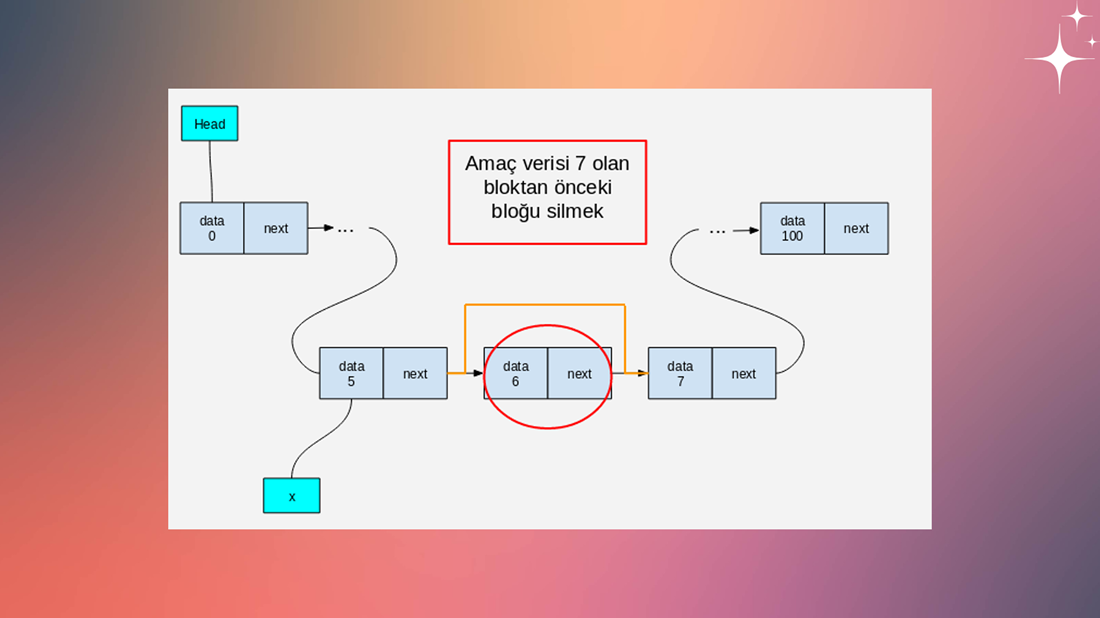 Head
Amaç verisi 7 olan
bloktan önceki
bloğu silmek
data
0
next
...
...
data
100
next
data
5
next
data
6
next
data
7
next
x